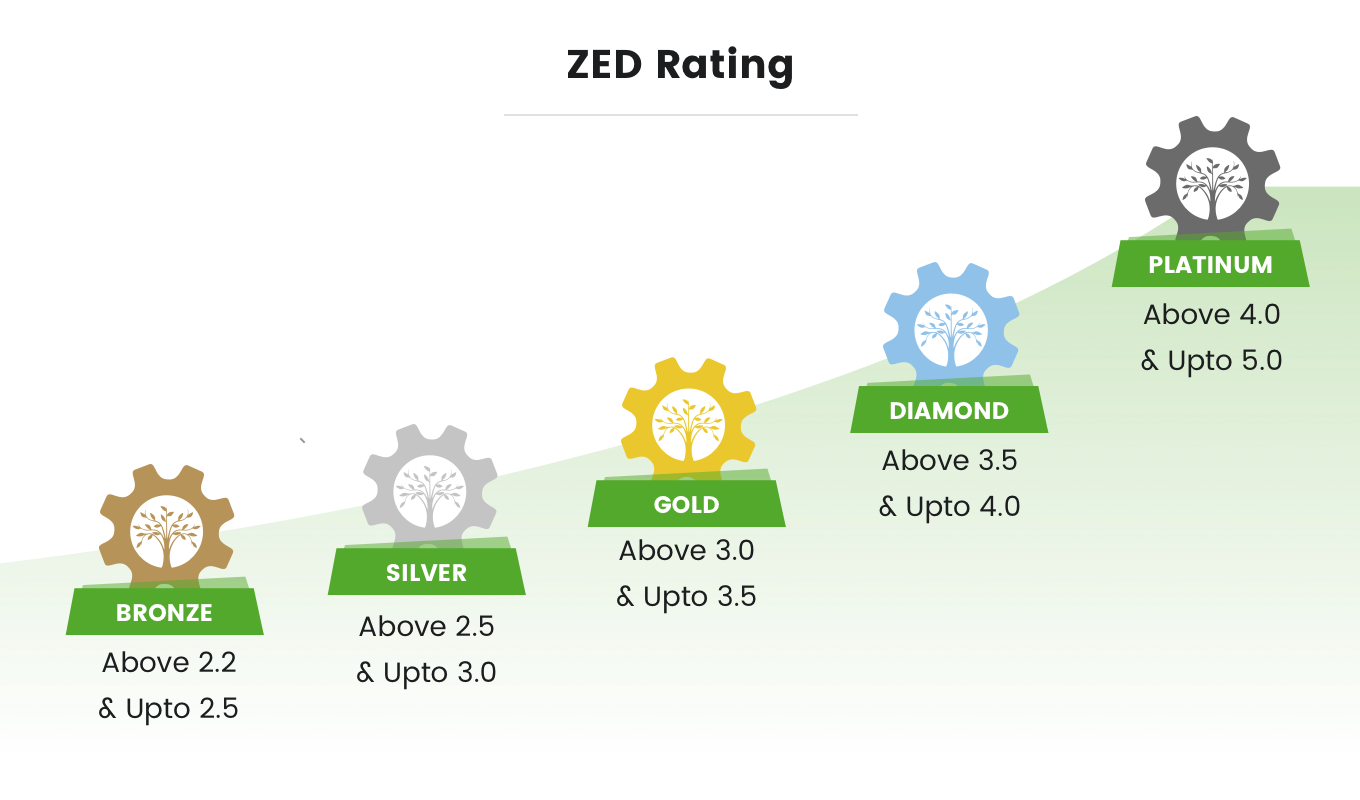 ZED Rating
BRONZE
Above 2.2
& Upto 2.5
SILVER
Above 2.5
& Upto 3.0
GOLD
Above 3.0
& Upto 3.5
DIAMOND
Above 3.5
& Upto 4.0
PLATINUM
Above 4.0
& Upto 5.0